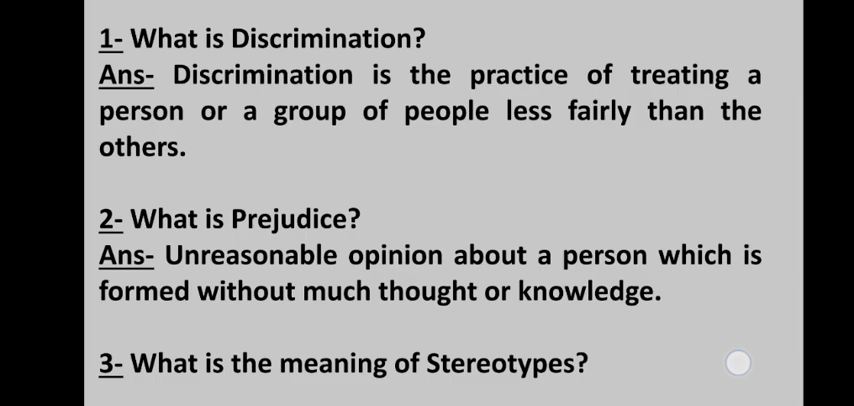 1- What is Discrimination?
Ans- Discrimination is the practice of treating a
person or a group of people less fairly than the
others.
2- What is Prejudice?
Ans- Unreasonable opinion about a person which is
formed without much thought or knowledge.
3- What is the meaning of Stereotypes?